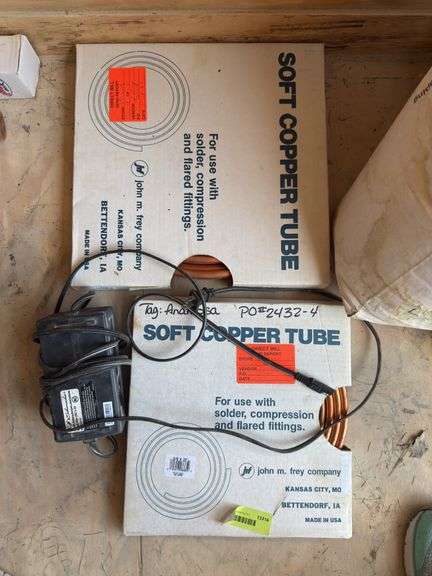 SOFT COPPER TUBE
For use with
solder, compression
and flared fittings.
john m. frey company
KANSAS CITY, MO
BETTENDORF, IA
MADE IN USA
Tag: Anamosa PO#2432-4
SOFT COPPER TUBE
For use with
solder, compression
and flared fittings.
john m. frey company
KANSAS CITY, MO
BETTENDORF, IA
MADE IN USA